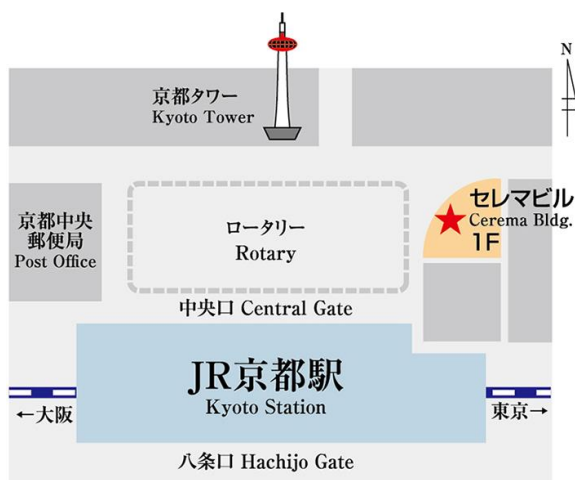 N
京都タワー
Kyoto Tower
京都中央
郵便局
Post Office
ロータリー
Rotary
セレマビル
Cerema Bldg.
1F
中央口 Central Gate
JR京都駅
Kyoto Station
←大阪
東京→
八条口 Hachijo Gate